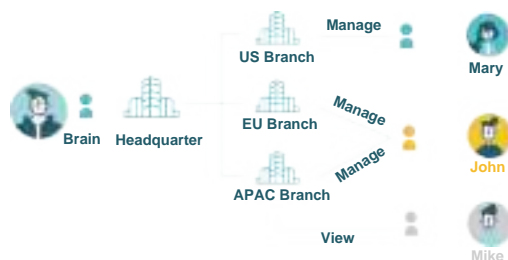 Manage
US Branch
Mary
Brain
Headquarter
EU Branch
Manage
John
Manage
APAC Branch
View
Mike